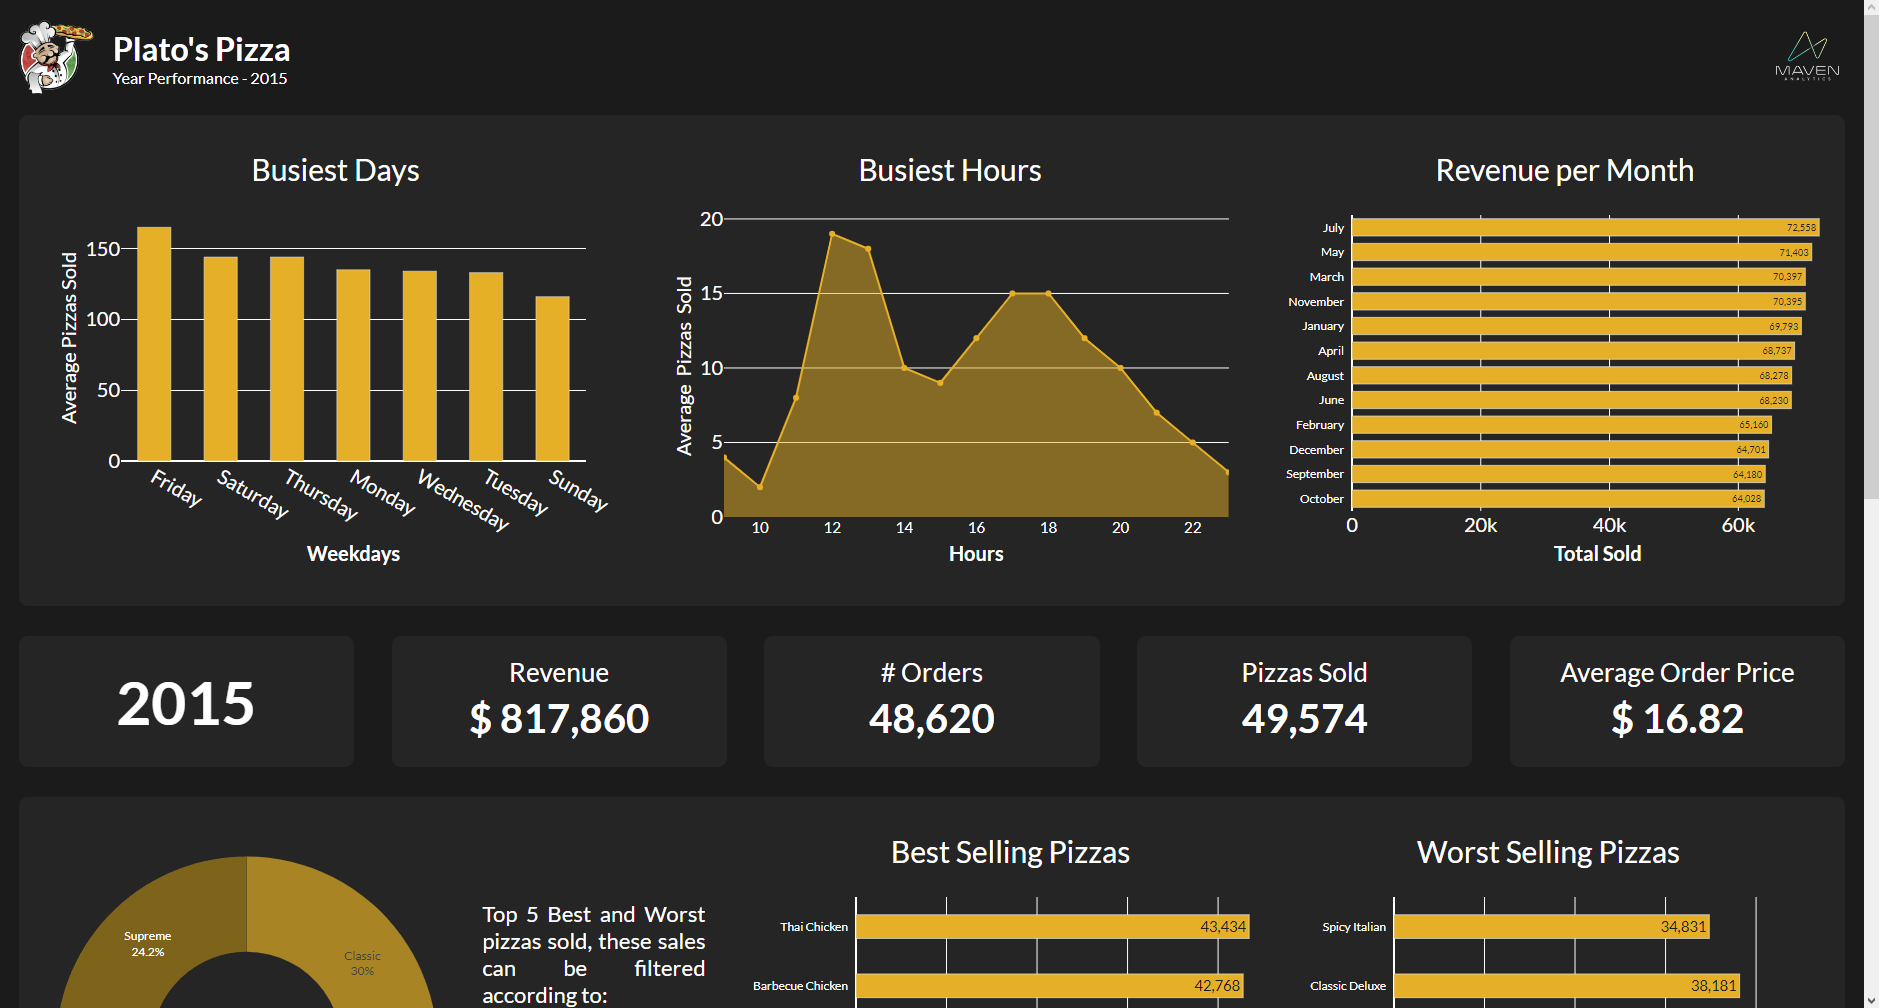 Plato's Pizza
Year Performance - 2015
MAVEN
ANALYTICS
Busiest Days
Average Pizzas Sold
150
100
50
0
Friday
Saturday
Thursday
Monday
Wednesday
Tuesday
Sunday
Weekdays
Busiest Hours
Average Pizzas Sold
20
15
10
5
0
10
12
14
16
18
20
22
Hours
Revenue per Month
July 72,558
May 71,403
March 70,397
November 70,395
January 69,793
April 68,737
August 68,278
June 68,230
February 65,160
December 64,701
September 64,180
October 64,028
0 20k 40k 60k
Total Sold
2015
Revenue
$ 817,860
# Orders
48,620
Pizzas Sold
49,574
Average Order Price
$ 16.82
Supreme
24.2%
Classic
30%
Top 5 Best and Worst
pizzas sold, these sales
can be filtered
according to:
Best Selling Pizzas
Thai Chicken 43,434
Barbecue Chicken 42,768
Worst Selling Pizzas
Spicy Italian 34,831
Classic Deluxe 38,181